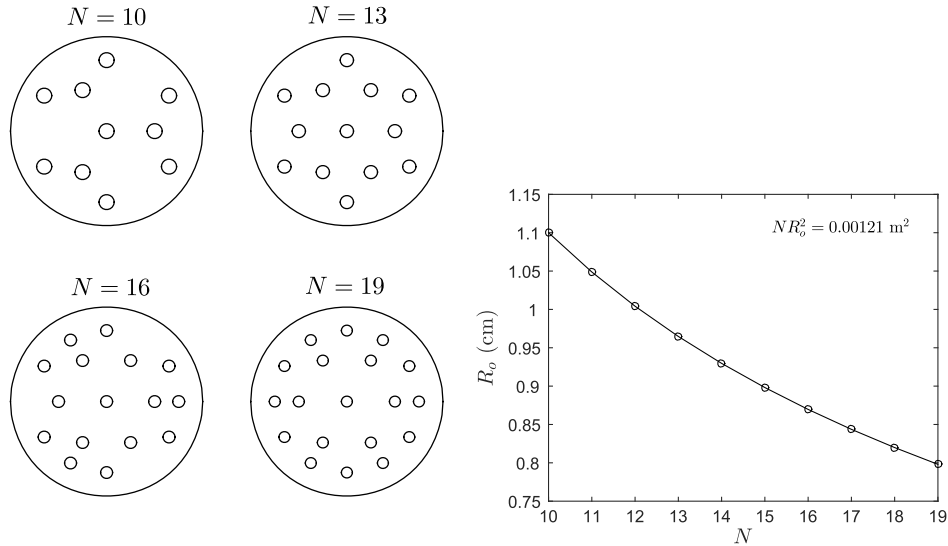 N = 10
N = 13
N = 16
N = 19
1.15
1.1
1.05
1
0.95
0.9
0.85
0.8
0.75
R_o (cm)
NR_o^2 = 0.00121 m^2
10 11 12 13 14 15 16 17 18 19
N